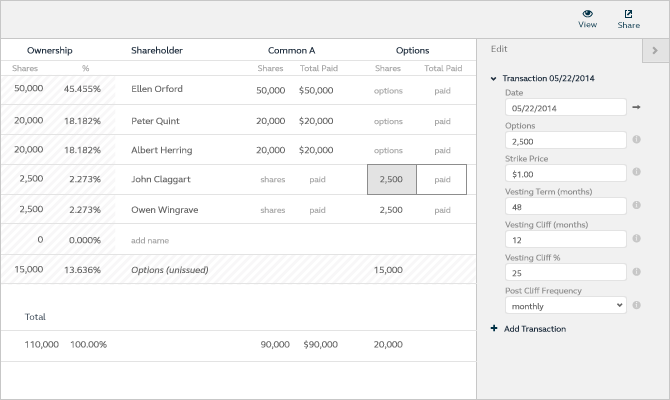 View Share
Ownership Shareholder Common A Options
Shares % Shares Total Paid Shares Total Paid
50,000 45.455% Ellen Orford 50,000 $50,000 options paid
20,000 18.182% Peter Quint 20,000 $20,000 options paid
20,000 18.182% Albert Herring 20,000 $20,000 options paid
2,500 2.273% John Claggart shares paid 2,500 paid
2,500 2.273% Owen Wingrave shares paid 2,500 paid
0 0.000% add name
15,000 13.636% Options (unissued) 15,000
Total
110,000 100.00% 90,000 $90,000 20,000
Edit
Transaction 05/22/2014
Date
05/22/2014
Options
2,500
Strike Price
$1.00
Vesting Term (months)
48
Vesting Cliff (months)
12
Vesting Cliff %
25
Post Cliff Frequency
monthly
Add Transaction